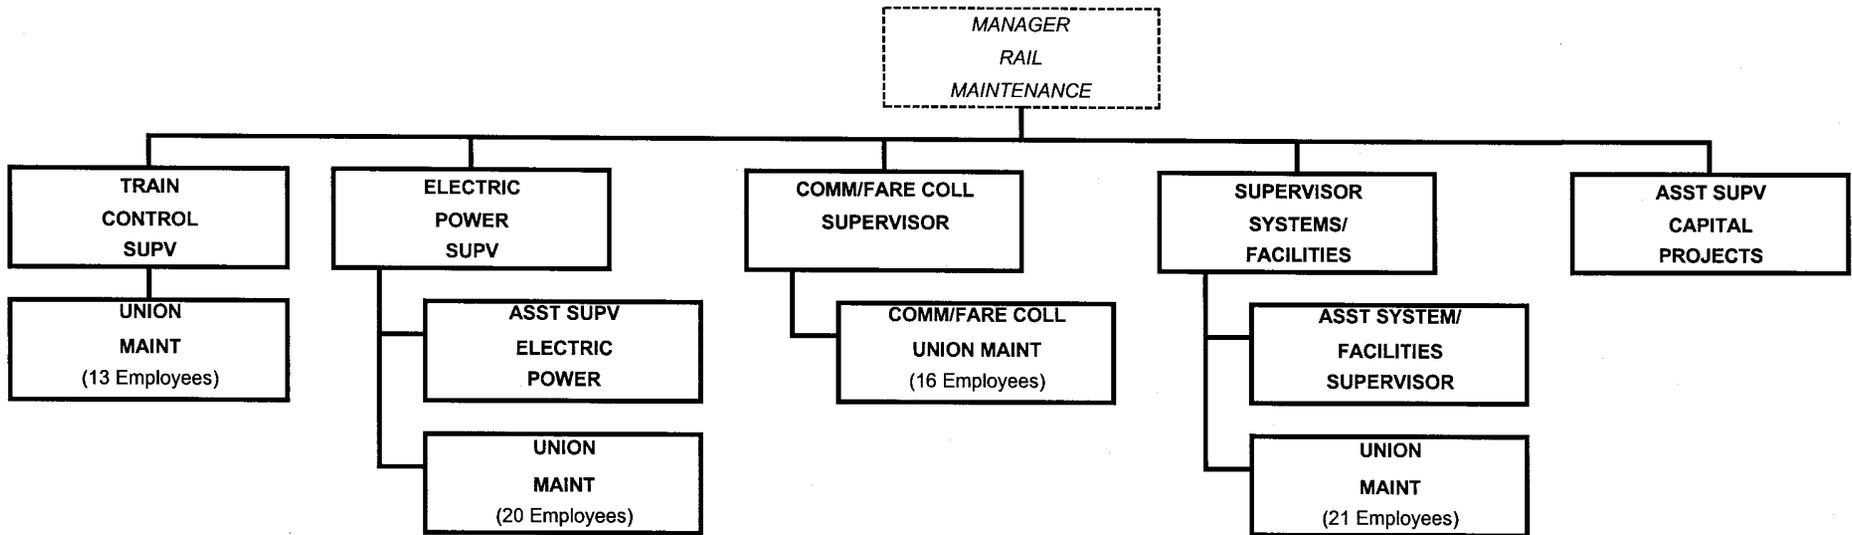 MANAGER
RAIL
MAINTENANCE
TRAIN
CONTROL
SUPV
ELECTRIC
POWER
SUPV
COMM/FARE COLL
SUPERVISOR
SUPERVISOR
SYSTEMS/
FACILITIES
ASST SUPV
CAPITAL
PROJECTS
UNION
MAINT
(13 Employees)
ASST SUPV
ELECTRIC
POWER
COMM/FARE COLL
UNION MAINT
(16 Employees)
ASST SYSTEM/
FACILITIES
SUPERVISOR
UNION
MAINT
(20 Employees)
UNION
MAINT
(21 Employees)